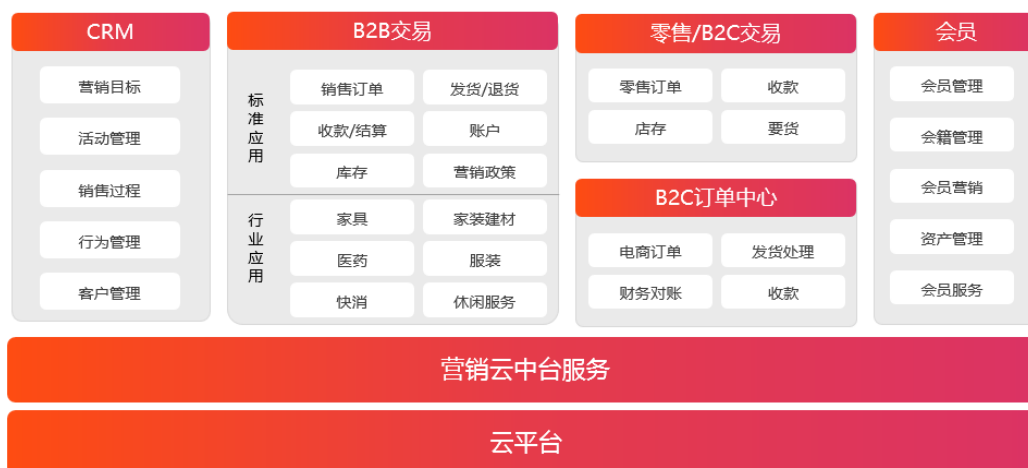 CRM
营销目标
活动管理
销售过程
行为管理
客户管理
B2B交易
标准应用
销售订单
发货/退货
收款/结算
账户
库存
营销政策
行业应用
家具
家装建材
医药
服装
快消
休闲服务
零售/B2C交易
零售订单
收款
店存
要货
B2C订单中心
电商订单
发货处理
财务对账
收款
会员
会员管理
会籍管理
会员营销
资产管理
会员服务
营销云中台服务
云平台